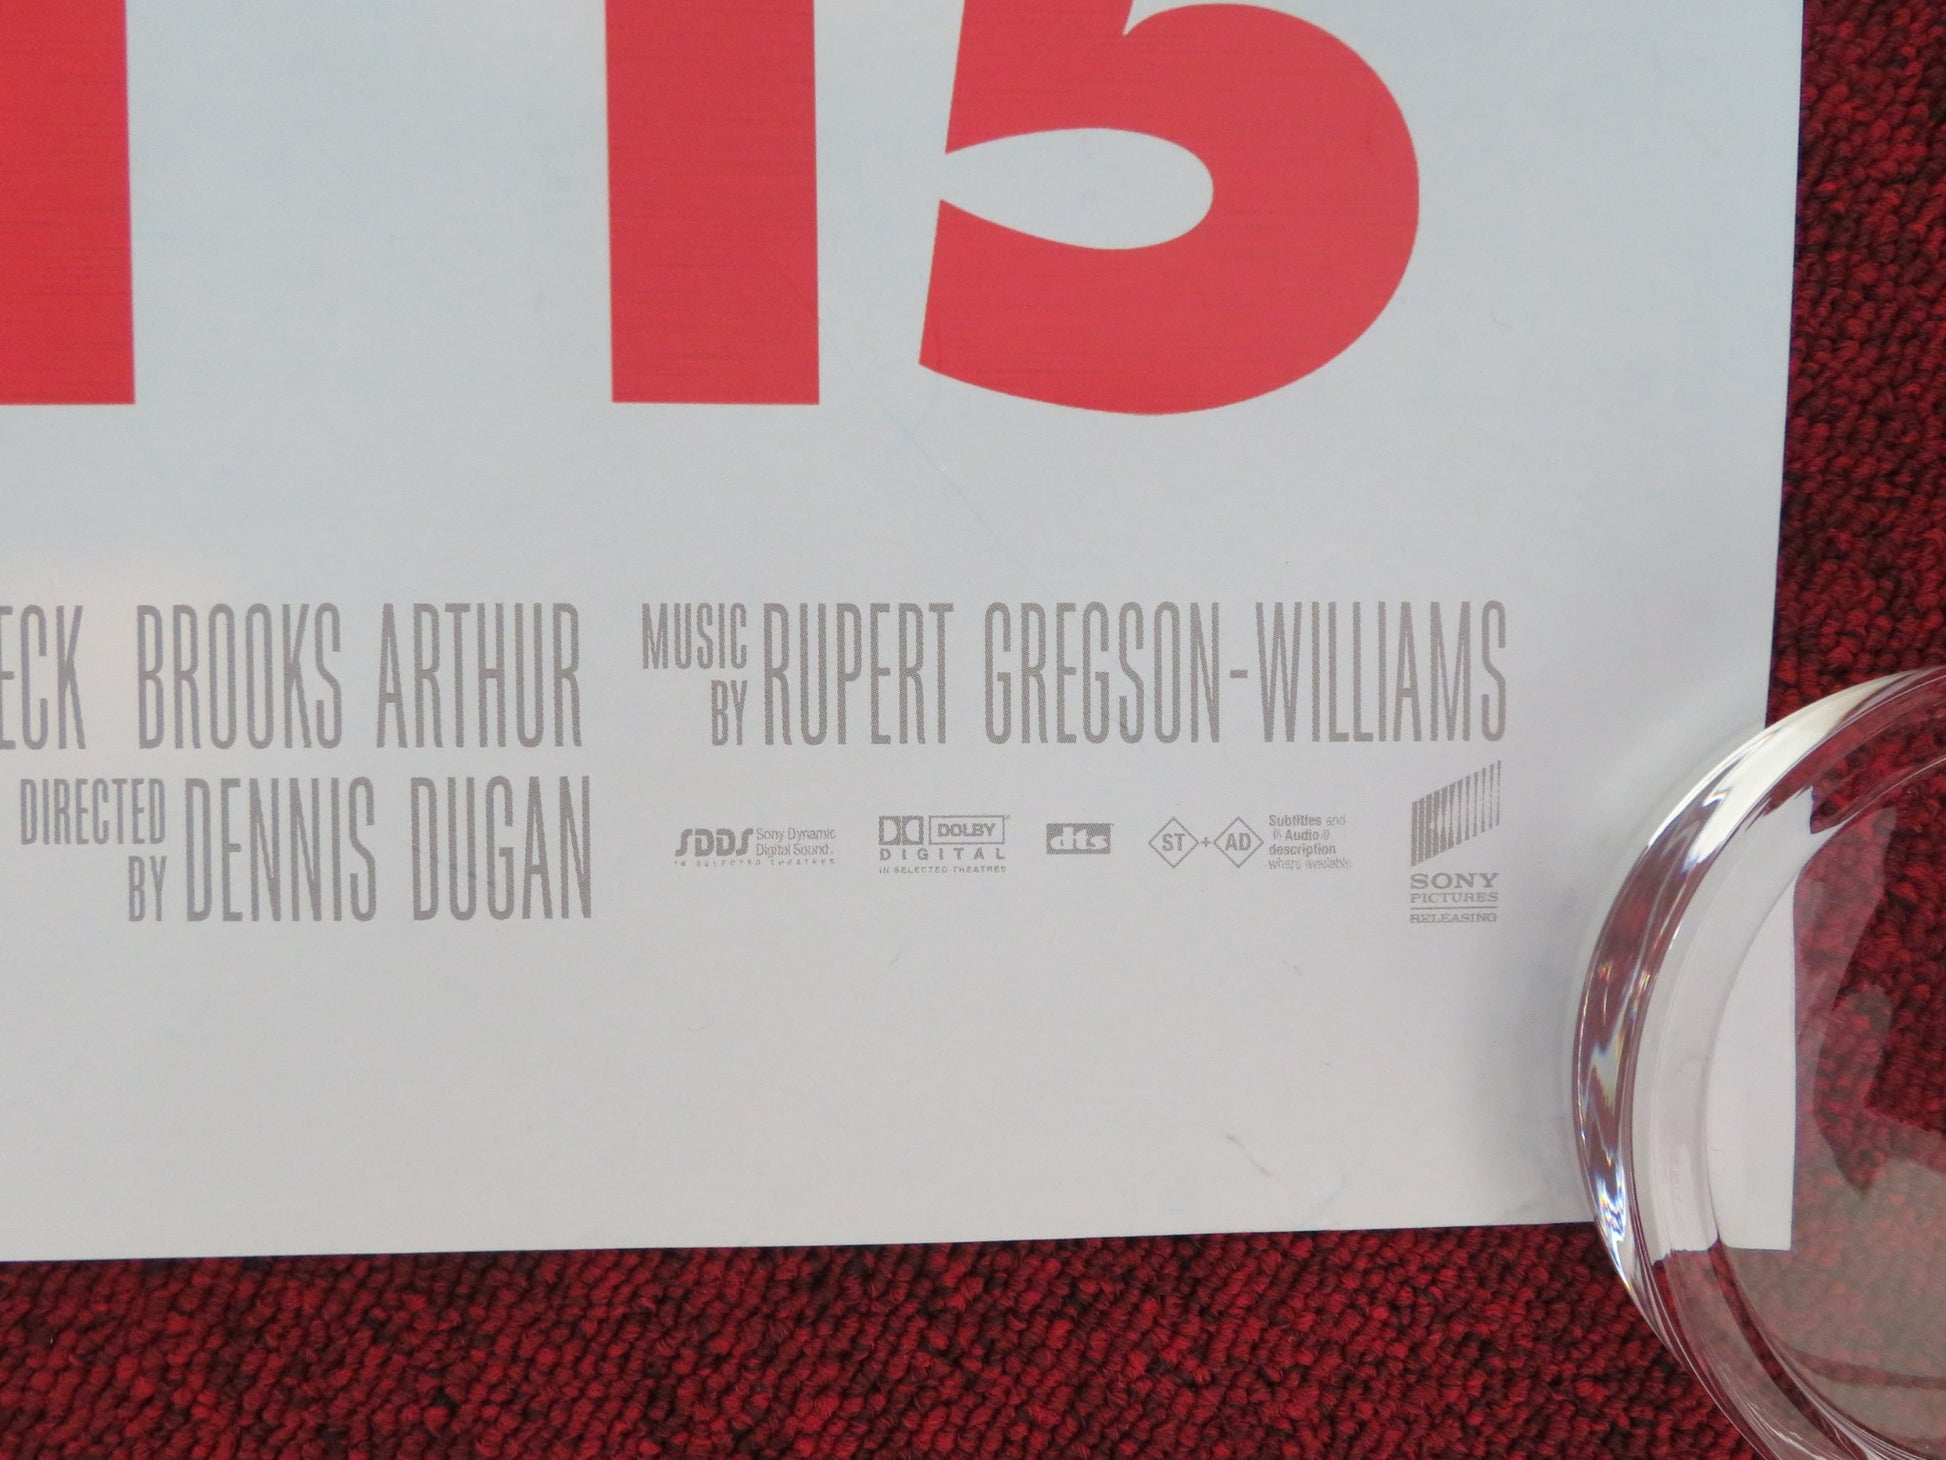 15
ECK BROOKS ARTHUR MUSIC BY RUPERT GREGSON-WILLIAMS
DIRECTED BY DENNIS DUGAN
SDDS Sony Dynamic Digital Sound.
IN SELECTED THEATRES
DOLBY
DIGITAL
IN SELECTED THEATRES
dts
ST + AD
Subtitles and
Audio
description
where available
SONY
PICTURES
RELEASING